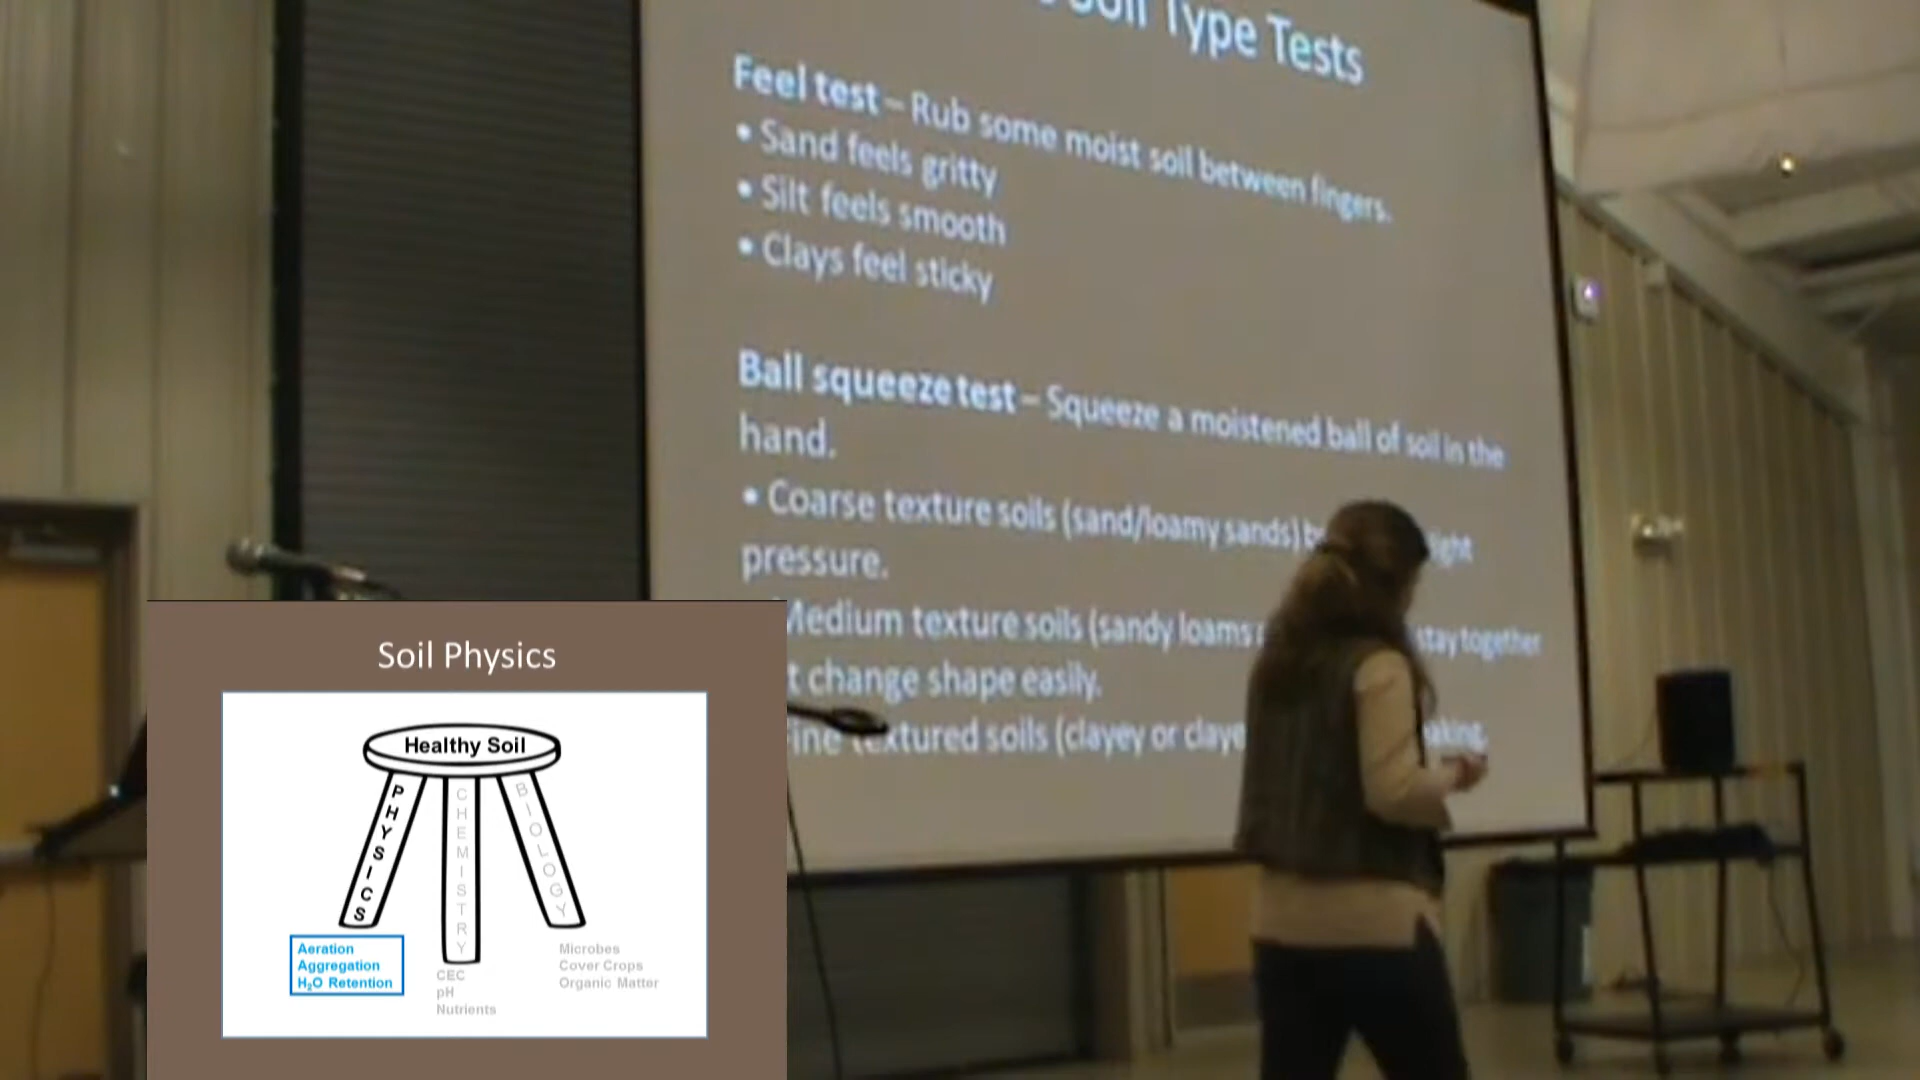 Soil Type Tests
Feel test – Rub some moist soil between fingers.
• Sand feels gritty
• Silt feels smooth
• Clays feel sticky
Ball squeeze test – Squeeze a moistened ball of soil in the
hand.
• Coarse texture soils (sand/loamy sands)
pressure.
Medium texture soils (sandy loams stay together
change shape easily.
textured soils (clayey or
Soil Physics
Healthy Soil
PHYSICS
CHEMISTRY
BIOLOGY
Aeration
Aggregation
H₂O Retention
CEC
pH
Nutrients
Microbes
Cover Crops
Organic Matter